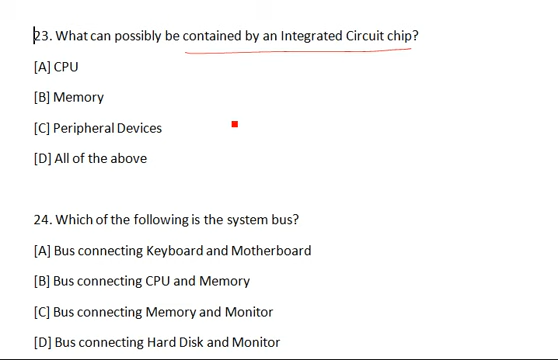 23. What can possibly be contained by an Integrated Circuit chip?
[A] CPU
[B] Memory
[C] Peripheral Devices
[D] All of the above
24. Which of the following is the system bus?
[A] Bus connecting Keyboard and Motherboard
[B] Bus connecting CPU and Memory
[C] Bus connecting Memory and Monitor
[D] Bus connecting Hard Disk and Monitor